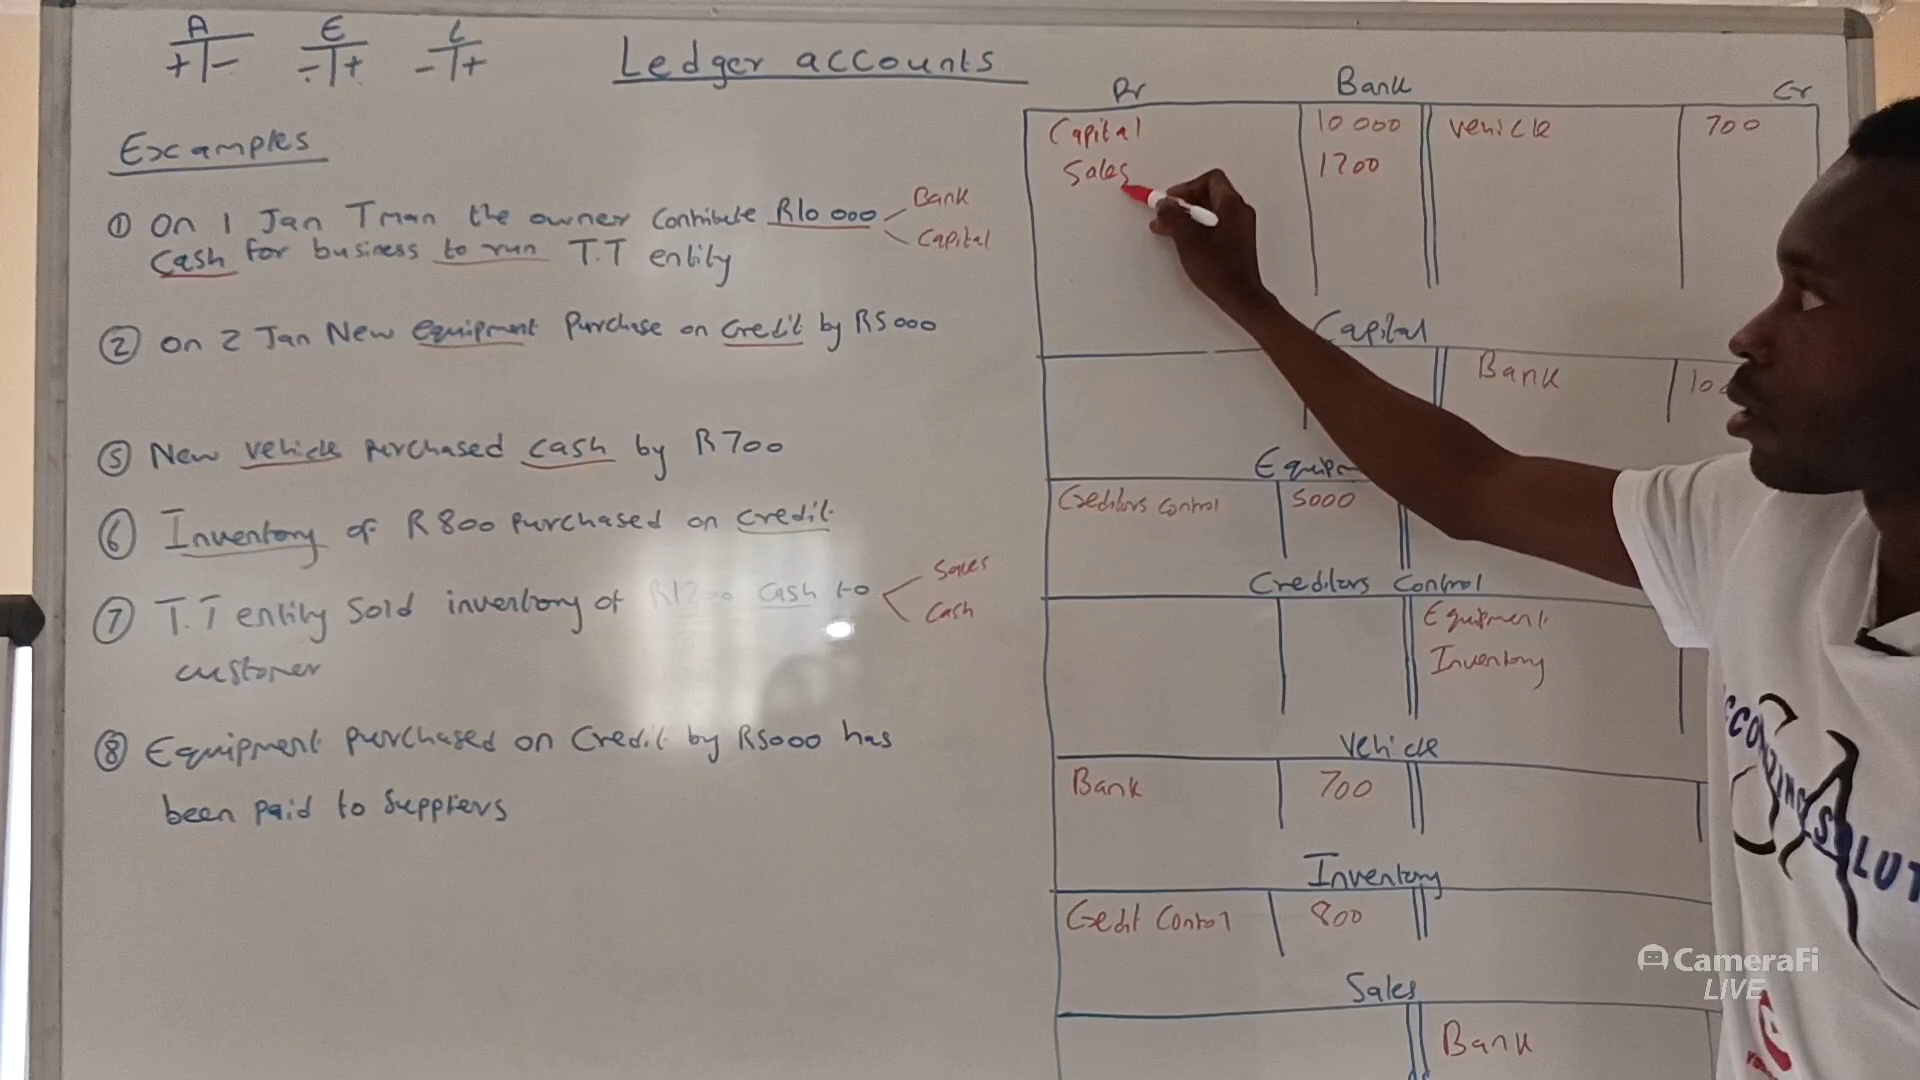 A E L
+ - - + - +
Ledger accounts
Examples
① On 1 Jan Tman the owner Contribute R10 000
Bank
Capital
Cash for business to run T.T entity
② on 2 Jan New equipment Purchase on credit by R5000
⑤ New vehicle purchased cash by R700
⑥ Inventory of R800 purchased on credit
⑦ T.T entity Sold inventory of R1200 cash to
Sales
Cash
customer
⑧ Equipment purchased on credit by R5000 has
been paid to Suppliers
Dr Bank Cr
Capital 10 000 vehicle 700
Sales 1200
Capital
Bank
Creditors control 5000
Creditors Control
Equipment
Inventory
Vehicle
Bank 700
Inventory
Credit Control 800
Sales
Bank
CameraFi
LIVE